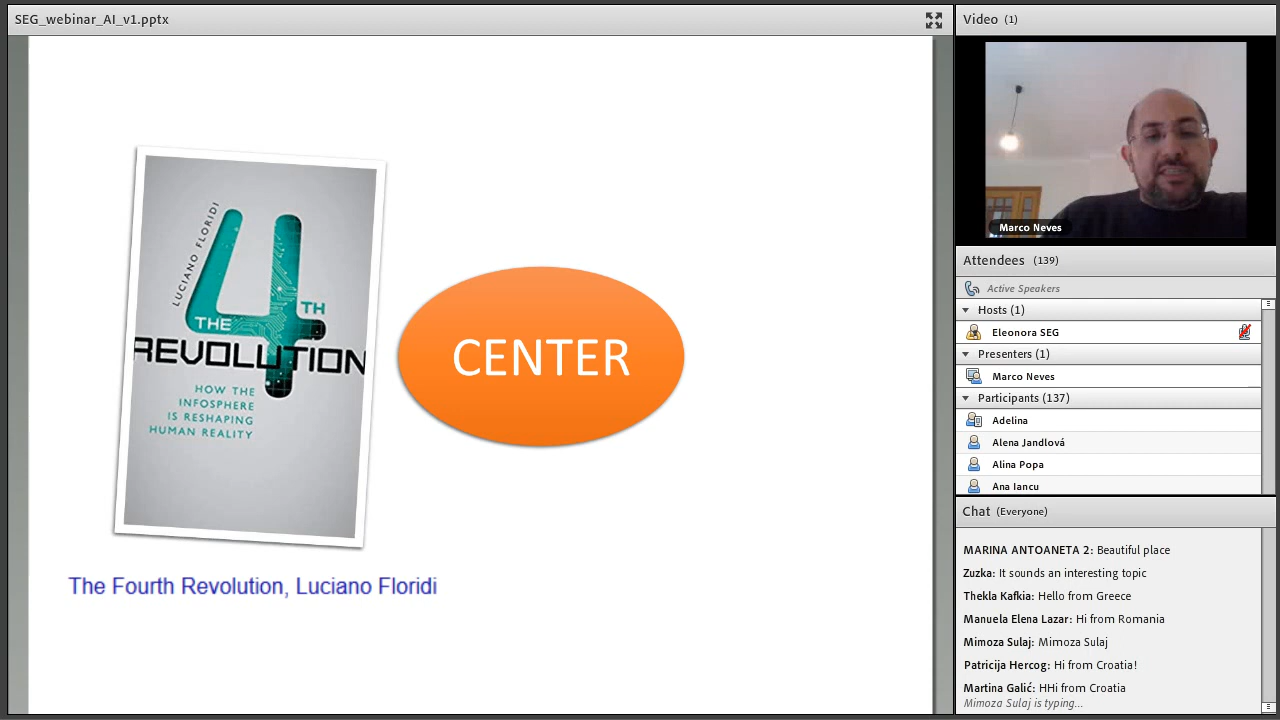 SEG_webinar_AI_v1.pptx
LUCIANO FLORIDI
4TH
THE
REVOLUTION
HOW THE
INFOSPHERE
IS RESHAPING
HUMAN REALITY
CENTER
The Fourth Revolution, Luciano Floridi
Video (1)
Marco Neves
Attendees (139)
Active Speakers
Hosts (1)
Eleonora SEG
Presenters (1)
Marco Neves
Participants (137)
Adelina
Alena Jandlová
Alina Popa
Ana Iancu
Chat (Everyone)
MARINA ANTOANETA 2: Beautiful place
Zuzka: It sounds an interesting topic
Thekla Kafkia: Hello from Greece
Manuela Elena Lazar: Hi from Romania
Mimoza Sulaj: Mimoza Sulaj
Patricija Hercog: Hi from Croatia!
Martina Galić: HHi from Croatia
Mimoza Sulaj is typing...